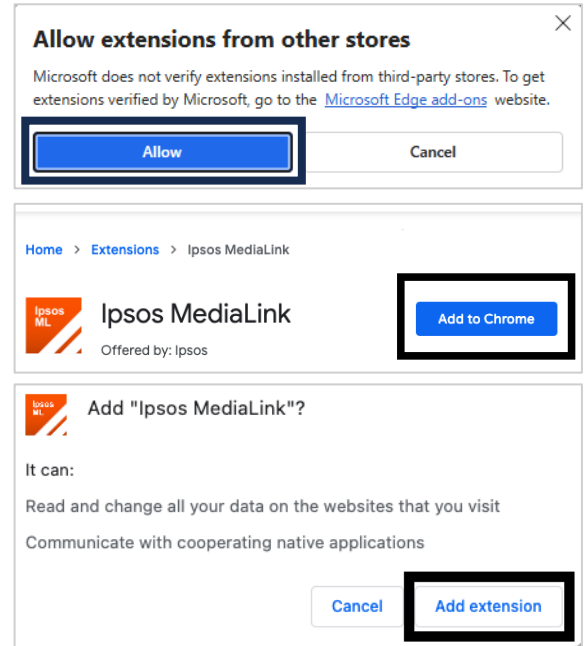 Allow extensions from other stores
Microsoft does not verify extensions installed from third-party stores. To get
extensions verified by Microsoft, go to the Microsoft Edge add-ons website.
Allow
Cancel
Home > Extensions > Ipsos MediaLink
Ipsos
ML
Ipsos MediaLink
Offered by: Ipsos
Add to Chrome
Ipsos
ML
Add "Ipsos MediaLink"?
It can:
Read and change all your data on the websites that you visit
Communicate with cooperating native applications
Cancel
Add extension